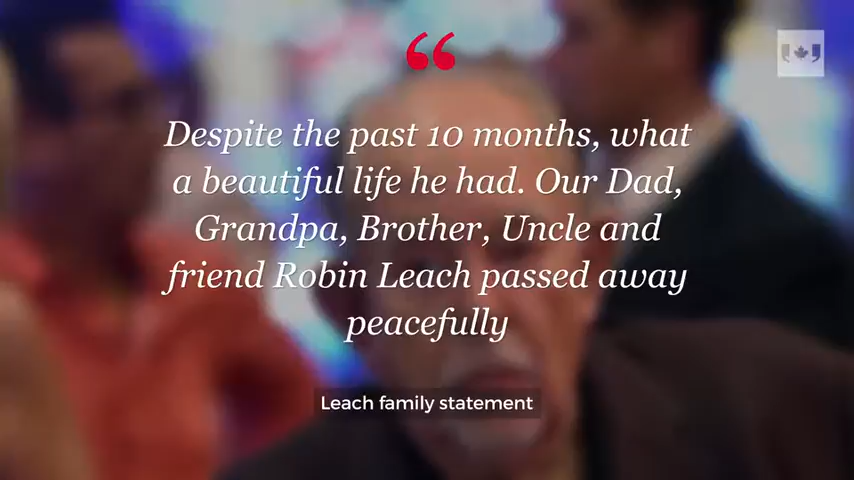 “
Despite the past 10 months, what
a beautiful life he had. Our Dad,
Grandpa, Brother, Uncle and
friend Robin Leach passed away
peacefully
Leach family statement